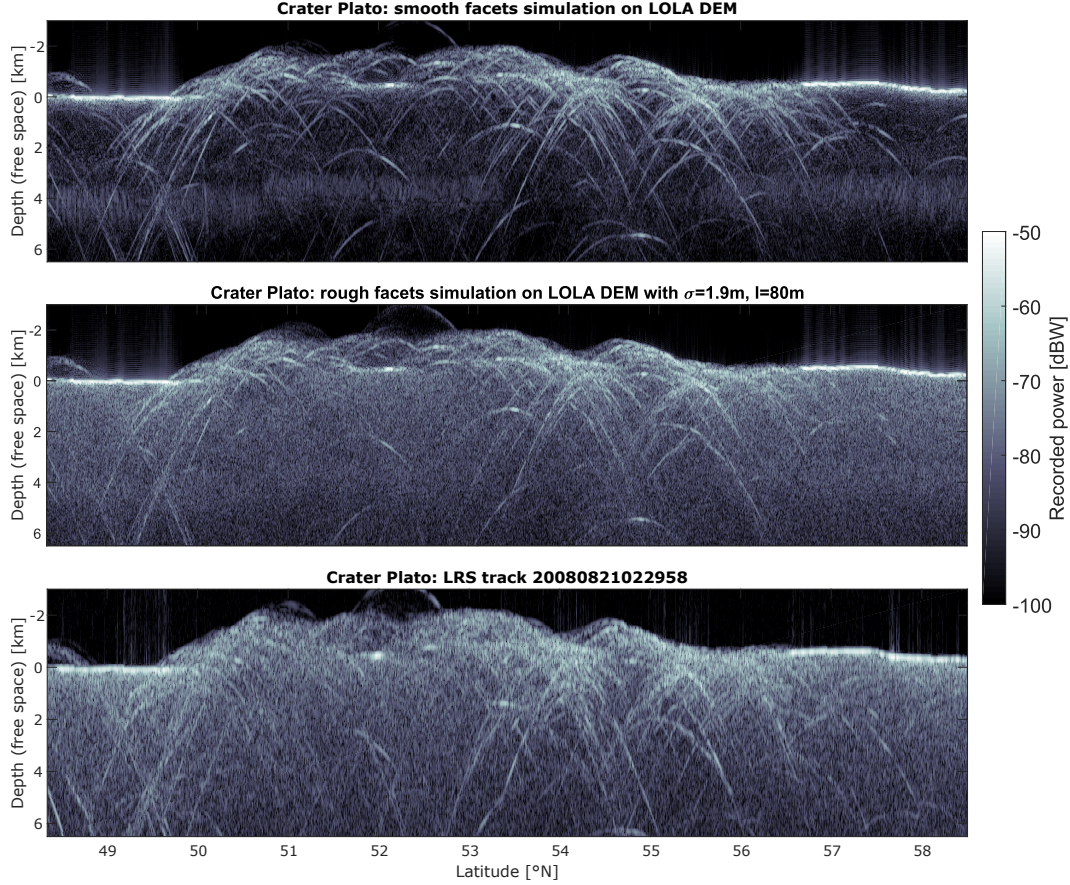 Crater Plato: smooth facets simulation on LOLA DEM
Depth (free space) [km]
-2
0
2
4
6
Crater Plato: rough facets simulation on LOLA DEM with σ=1.9m, l=80m
Depth (free space) [km]
-2
0
2
4
6
Crater Plato: LRS track 20080821022958
Depth (free space) [km]
-2
0
2
4
6
49 50 51 52 53 54 55 56 57 58
Latitude [°N]
-50
-60
-70
-80
-90
-100
Recorded power [dBW]